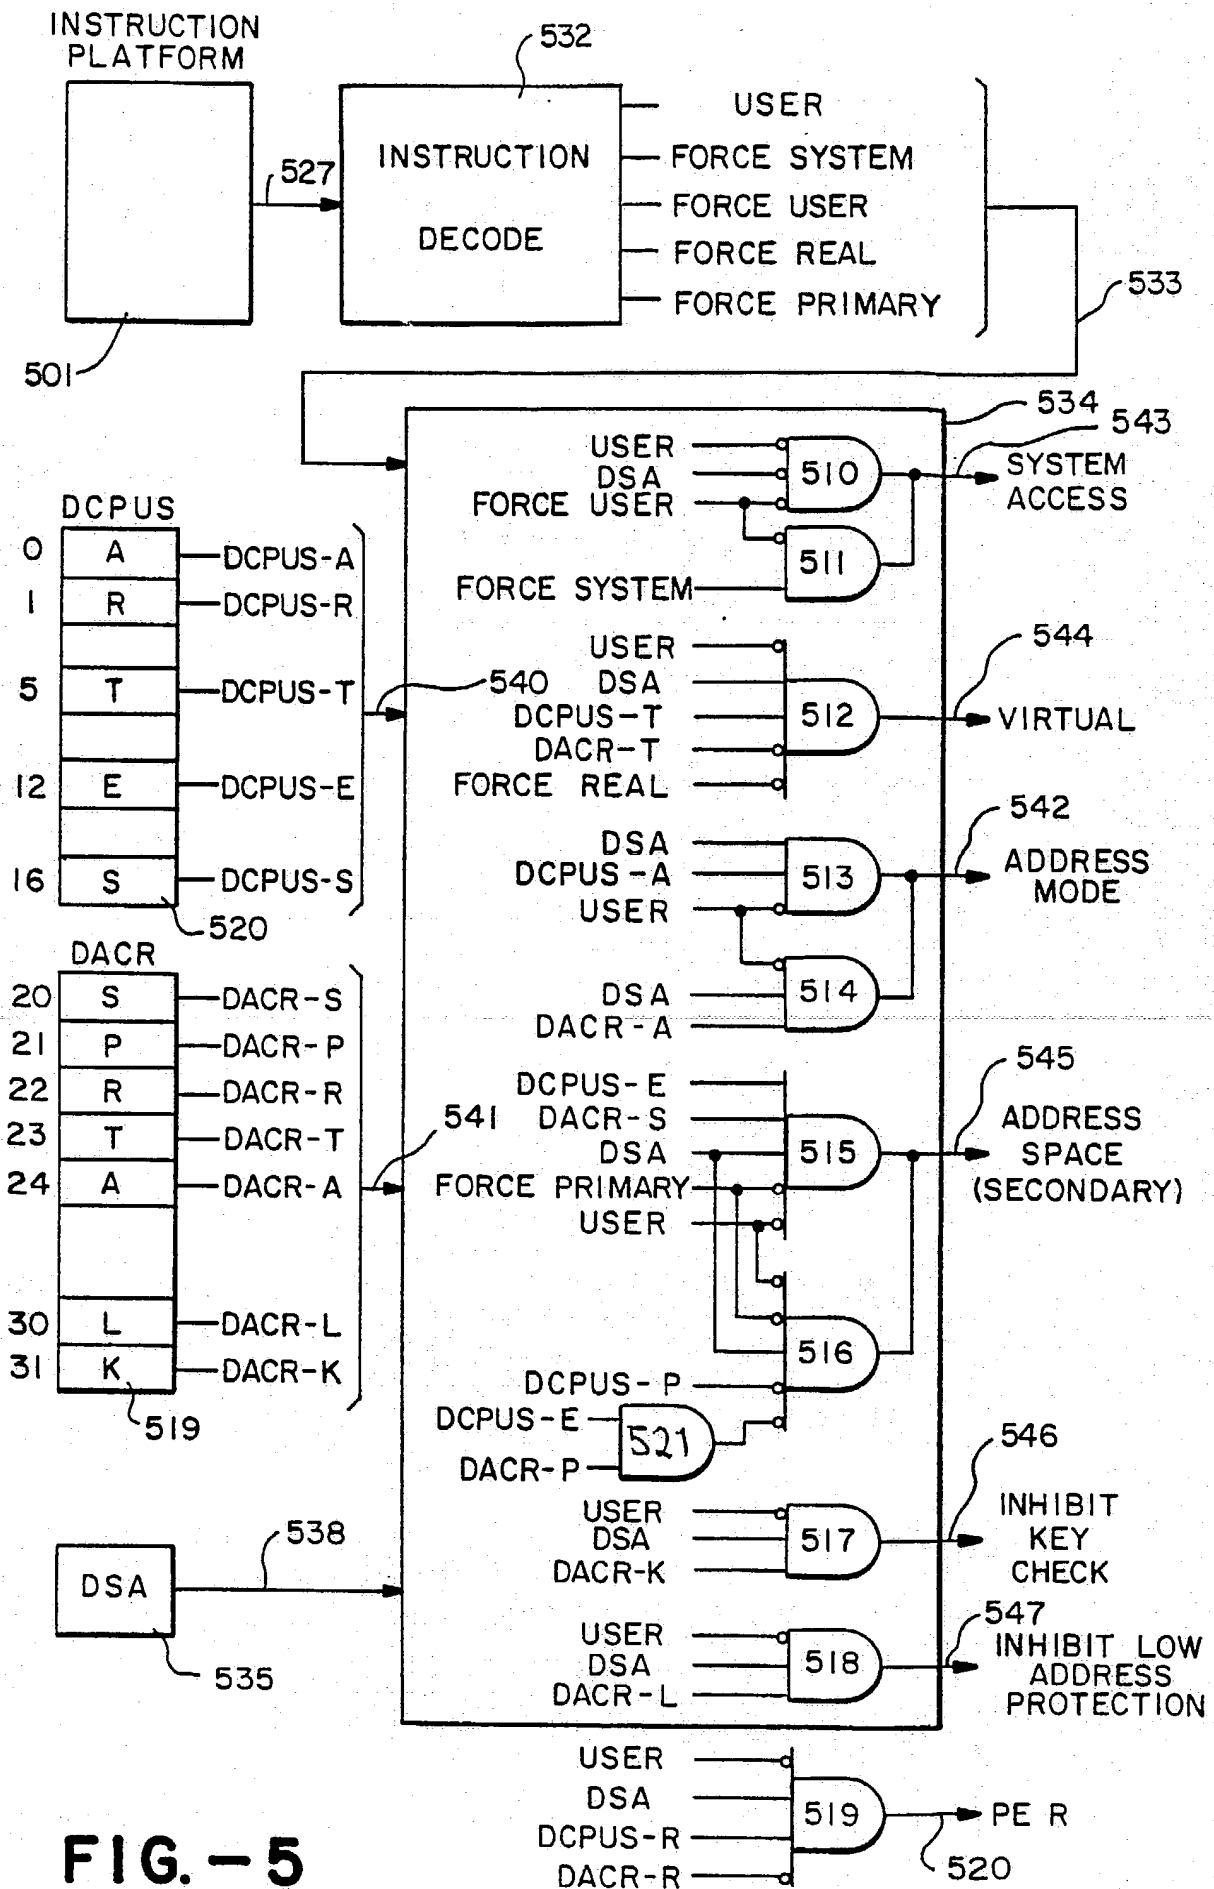 INSTRUCTION
PLATFORM
532
INSTRUCTION
DECODE
527
USER
FORCE SYSTEM
FORCE USER
FORCE REAL
FORCE PRIMARY
533
501
534
543
USER
DSA
FORCE USER
510
SYSTEM
ACCESS
511
FORCE SYSTEM
DCPUS
0 A DCPUS-A
1 R DCPUS-R
5 T DCPUS-T
12 E DCPUS-E
16 S DCPUS-S
520
540
USER
DSA
DCPUS-T
DACR-T
FORCE REAL
512
544
VIRTUAL
DSA
DCPUS-A
USER
513
542
ADDRESS
MODE
514
DSA
DACR-A
DACR
20 S DACR-S
21 P DACR-P
22 R DACR-R
23 T DACR-T
24 A DACR-A
30 L DACR-L
31 K DACR-K
519
541
DCPUS-E
DACR-S
DSA
FORCE PRIMARY
USER
515
545
ADDRESS
SPACE
(SECONDARY)
516
DCPUS-P
DCPUS-E
DACR-P
521
USER
DSA
DACR-K
517
546
INHIBIT
KEY
CHECK
DSA
538
535
USER
DSA
DACR-L
518
547
INHIBIT LOW
ADDRESS
PROTECTION
USER
DSA
DCPUS-R
DACR-R
519
PE R
520
FIG.-5